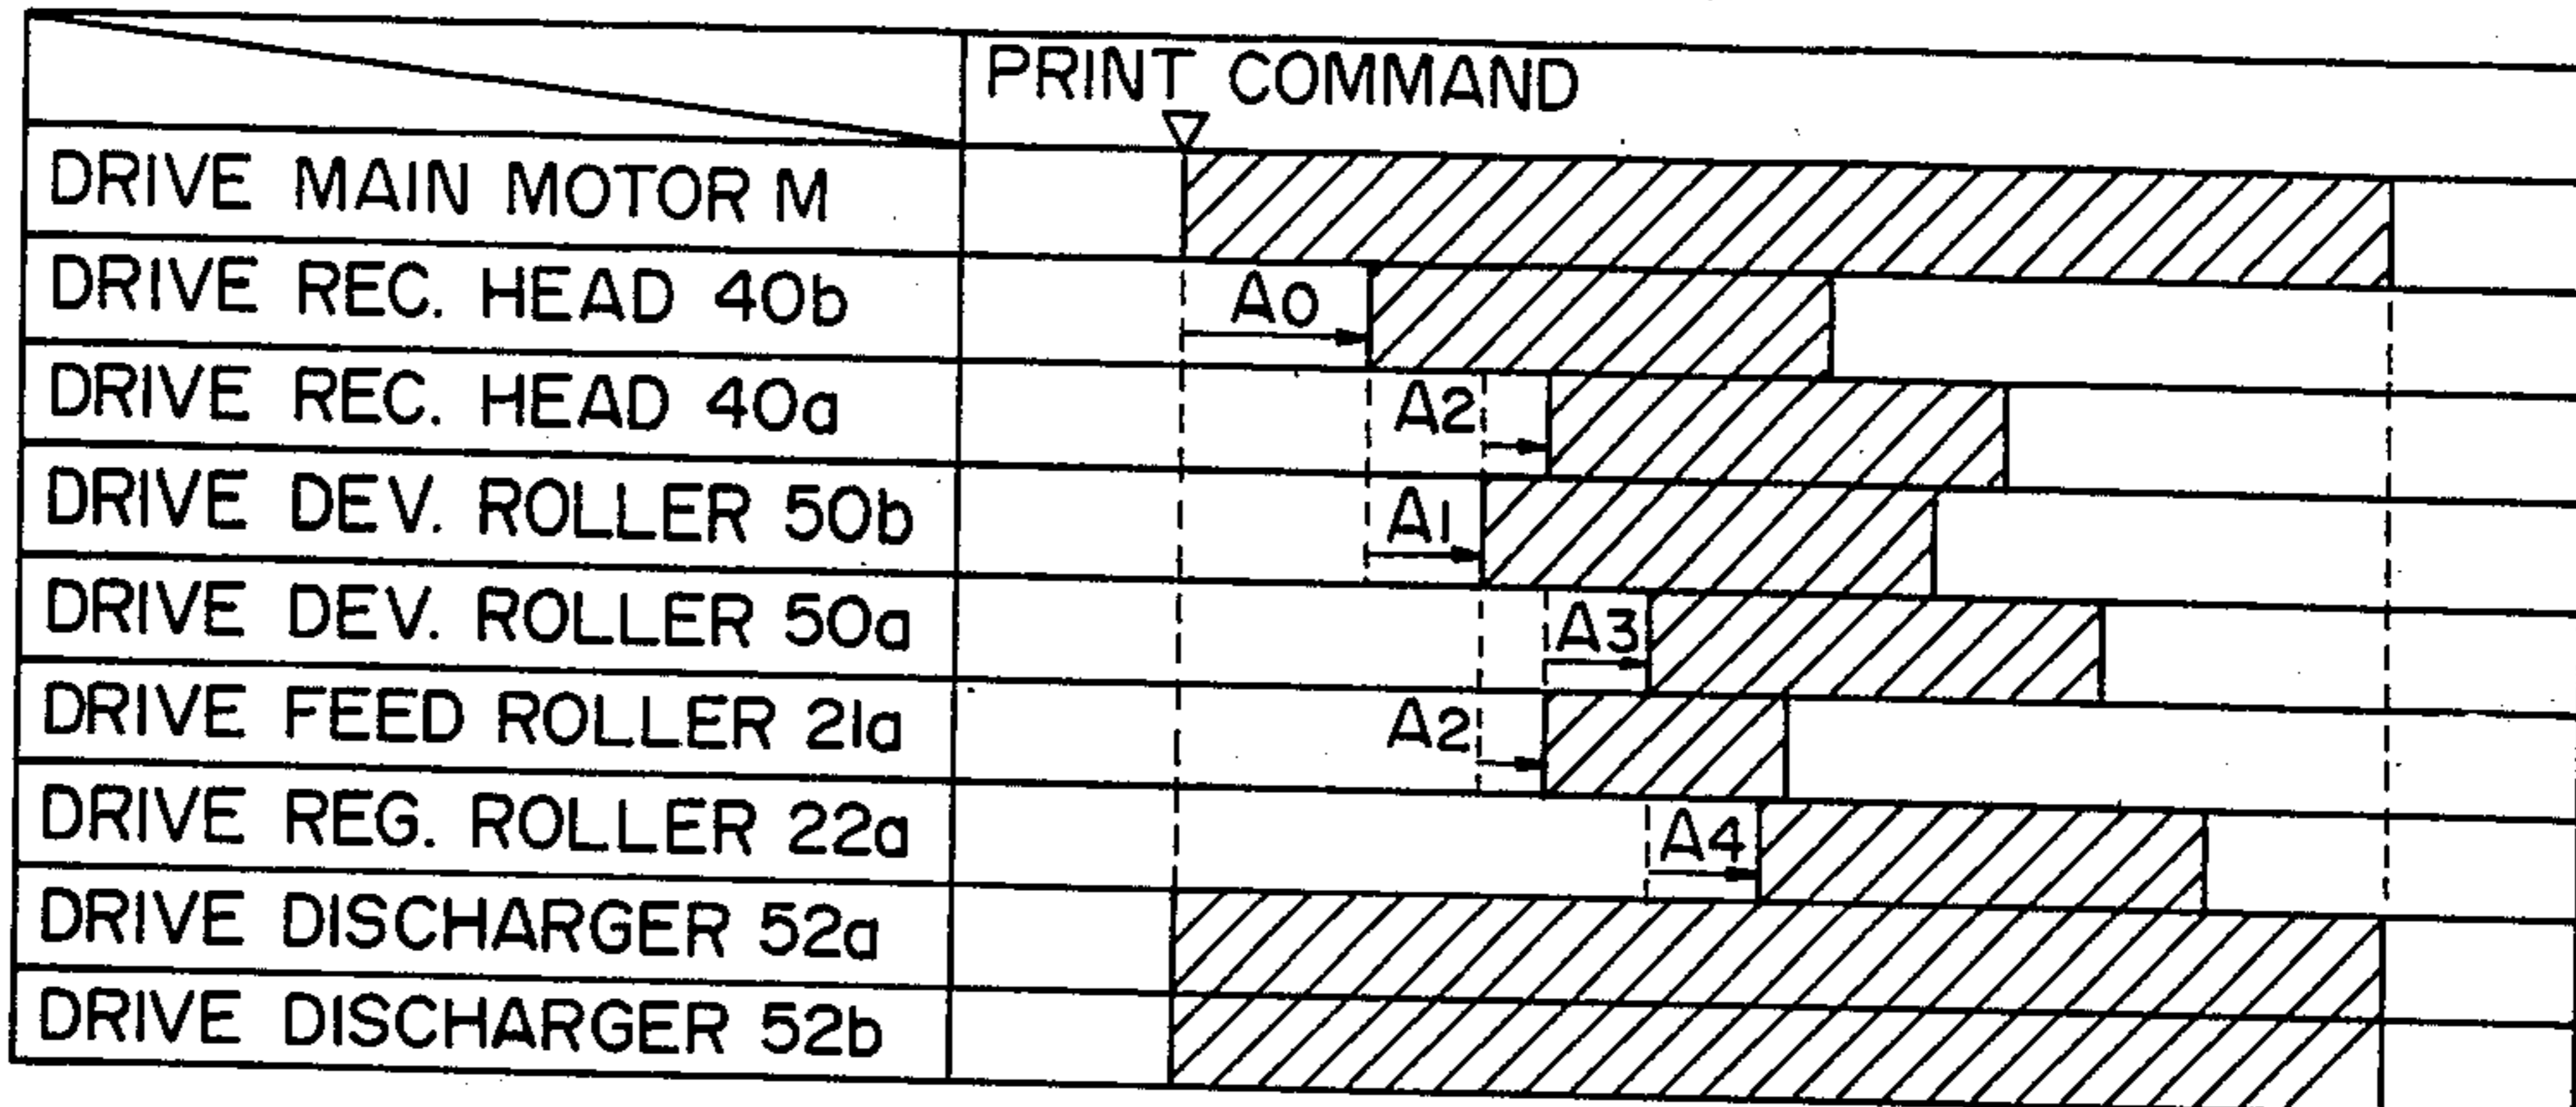 PRINT COMMAND
DRIVE MAIN MOTOR M
DRIVE REC. HEAD 40b
A0
DRIVE REC. HEAD 40a
A2
DRIVE DEV. ROLLER 50b
A1
DRIVE DEV. ROLLER 50a
A3
DRIVE FEED ROLLER 21a
A2
DRIVE REG. ROLLER 22a
A4
DRIVE DISCHARGER 52a
DRIVE DISCHARGER 52b